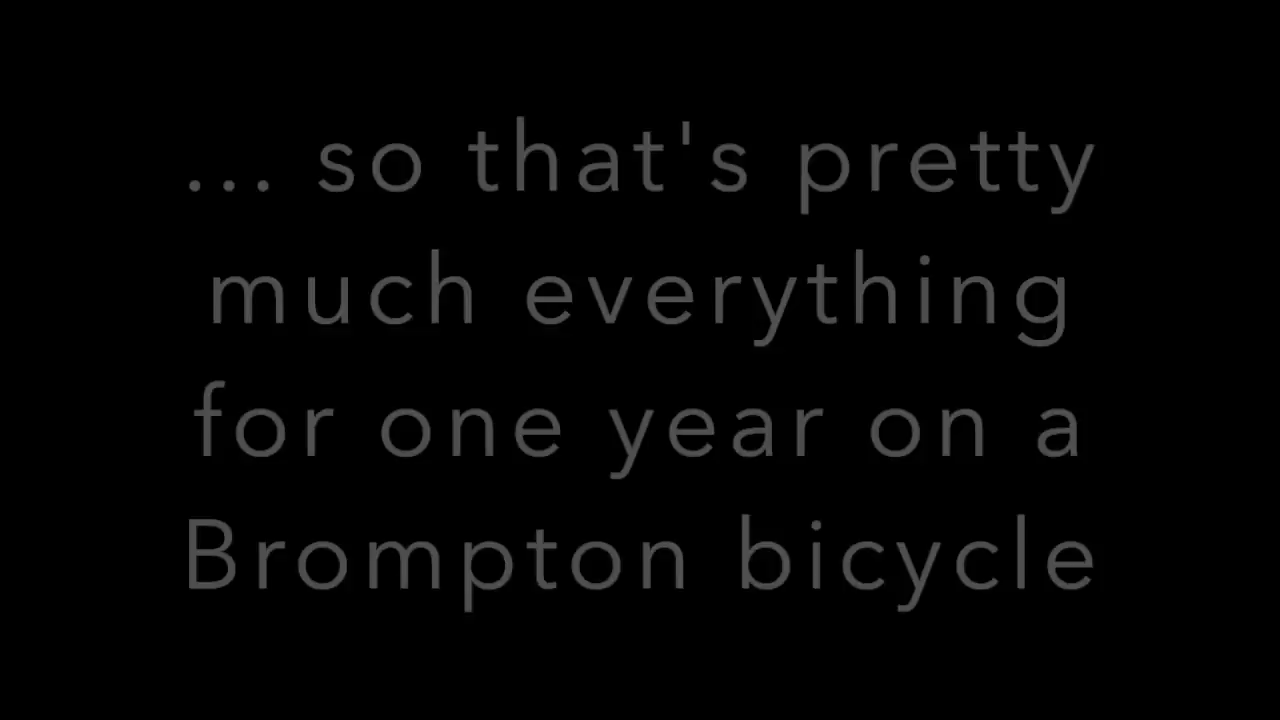 ... so that's pretty
much everything
for one year on a
Brompton bicycle